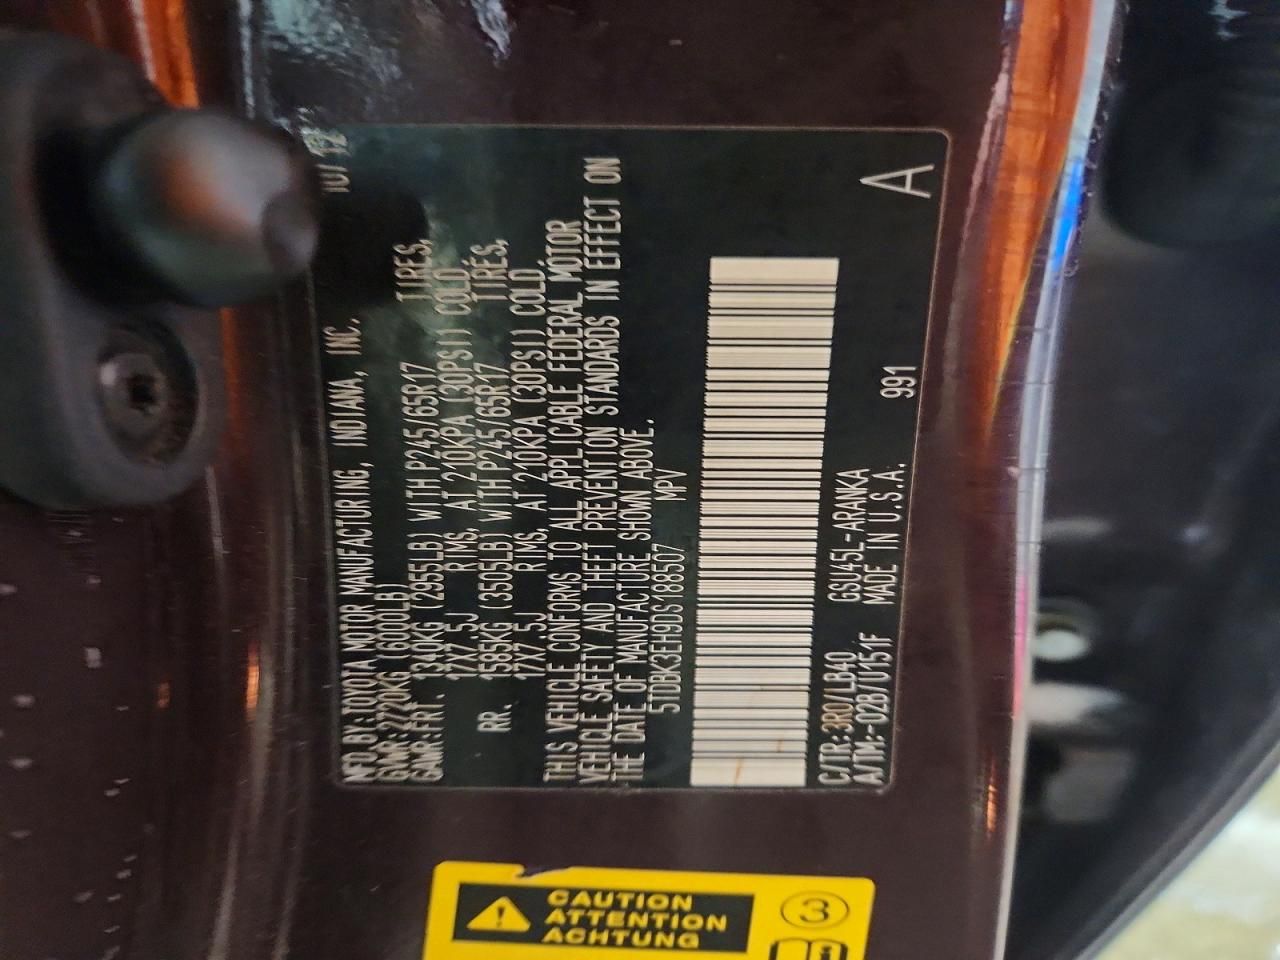 MFD.BY:TOYOTA MOTOR MANUFACTURING, INDIANA, INC. 10/12
GVWR:2720KG (6000LB)
GAWR:FRT. 1340KG (2955LB) WITH P245/65R17 TIRES,
17X7.5J RIMS, AT 210KPA (30PSI) COLD.
RR. 1585KG (3505LB) WITH P245/65R17 TIRES,
17X7.5J RIMS, AT 210KPA (30PSI) COLD.
THIS VEHICLE CONFORMS TO ALL APPLICABLE FEDERAL MOTOR
VEHICLE SAFETY AND THEFT PREVENTION STANDARDS IN EFFECT ON
THE DATE OF MANUFACTURE SHOWN ABOVE.
5TDBK3EH9DS188507 MPV
C/TR:3R0/LB40 GSU45L-ARANKA
A/TM:-02B/U151F MADE IN U.S.A. 991 A
CAUTION
ATTENTION
ACHTUNG
3